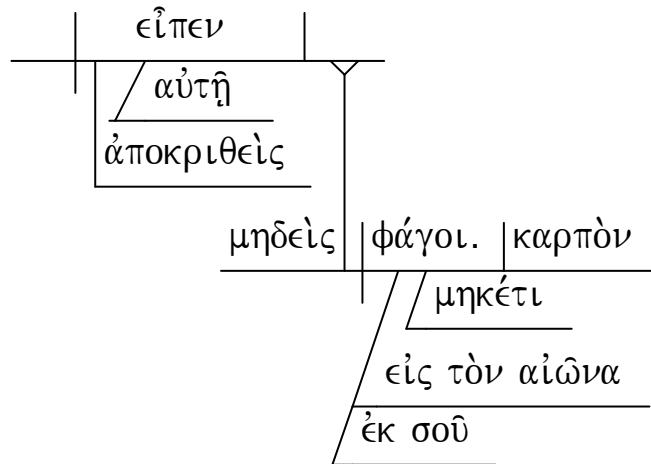 εἶπεν
αὐτῇ
ἀποκριθεὶς
μηδεὶς φάγοι. καρπὸν
μηκέτι
εἰς τὸν αἰῶνα
ἐκ σοῦ